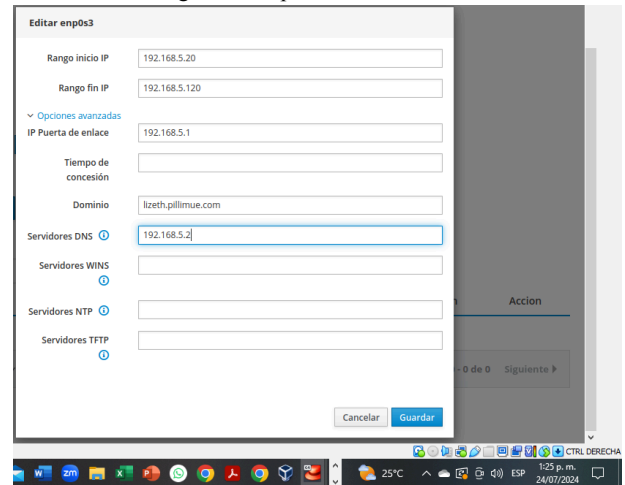 Editar enp0s3
Rango inicio IP 192.168.5.20
Rango fin IP 192.168.5.120
Opciones avanzadas
IP Puerta de enlace 192.168.5.1
Tiempo de
concesión
Dominio lizeth.pillimue.com
Servidores DNS 192.168.5.2
Servidores WINS
Servidores NTP
Servidores TFTP
Accion
0 de 0 Siguiente
Cancelar Guardar
CTRL DERECHA
zm
25°C ESP 1:25 p. m.
24/07/2024